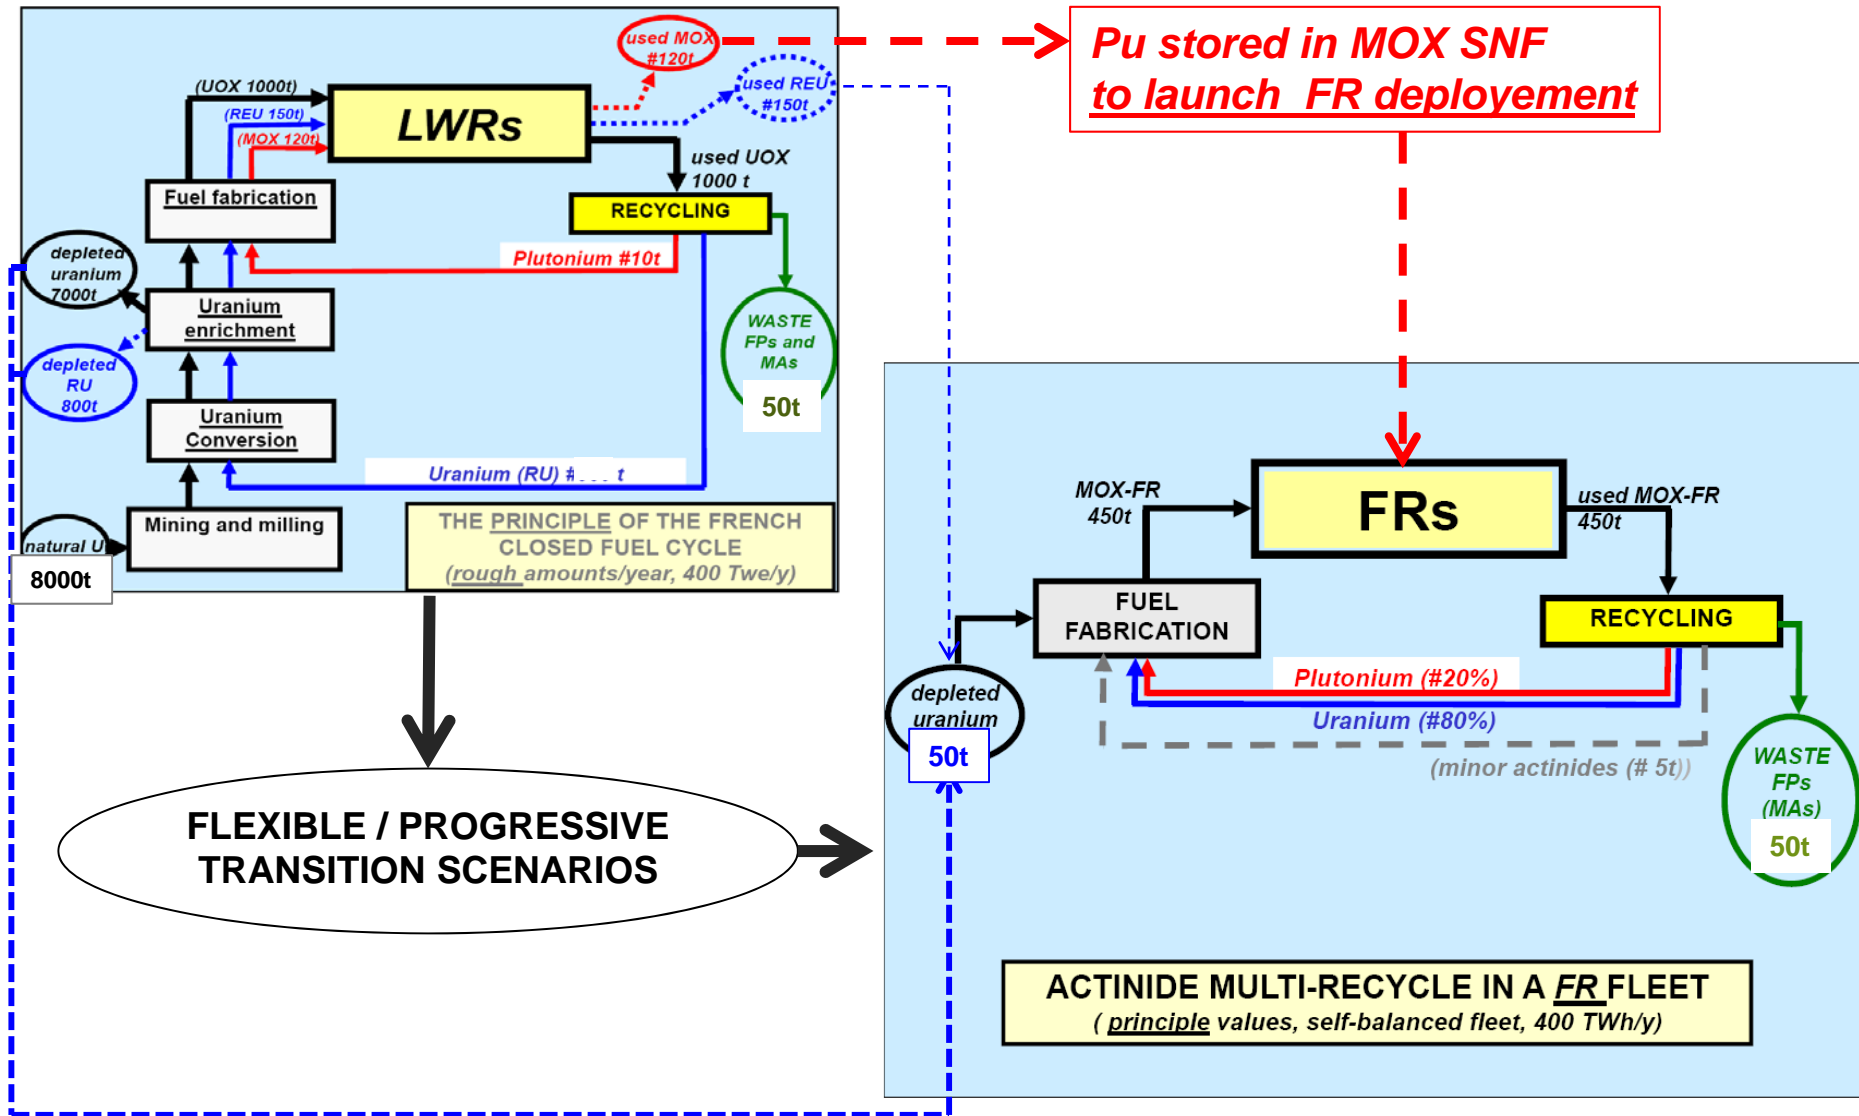 used MOX
#120t
Pu stored in MOX SNF
to launch FR deployement
(UOX 1000t)
used REU
#150t
(REU 150t)
LWRs
(MOX 120t)
used UOX
1000 t
Fuel fabrication
RECYCLING
depleted
uranium
7000t
Plutonium #10t
Uranium
enrichment
WASTE
FPs and
MAs
50t
depleted
RU
800t
Uranium
Conversion
Uranium (RU) # t
Mining and milling
natural U
8000t
THE PRINCIPLE OF THE FRENCH
CLOSED FUEL CYCLE
(rough amounts/year, 400 Twe/y)
MOX-FR
450t
FRs
used MOX-FR
450t
FUEL
FABRICATION
RECYCLING
depleted
uranium
50t
Plutonium (#20%)
Uranium (#80%)
(minor actinides (# 5t))
WASTE
FPs
(MAs)
50t
FLEXIBLE / PROGRESSIVE
TRANSITION SCENARIOS
ACTINIDE MULTI-RECYCLE IN A FR FLEET
( principle values, self-balanced fleet, 400 TWh/y)